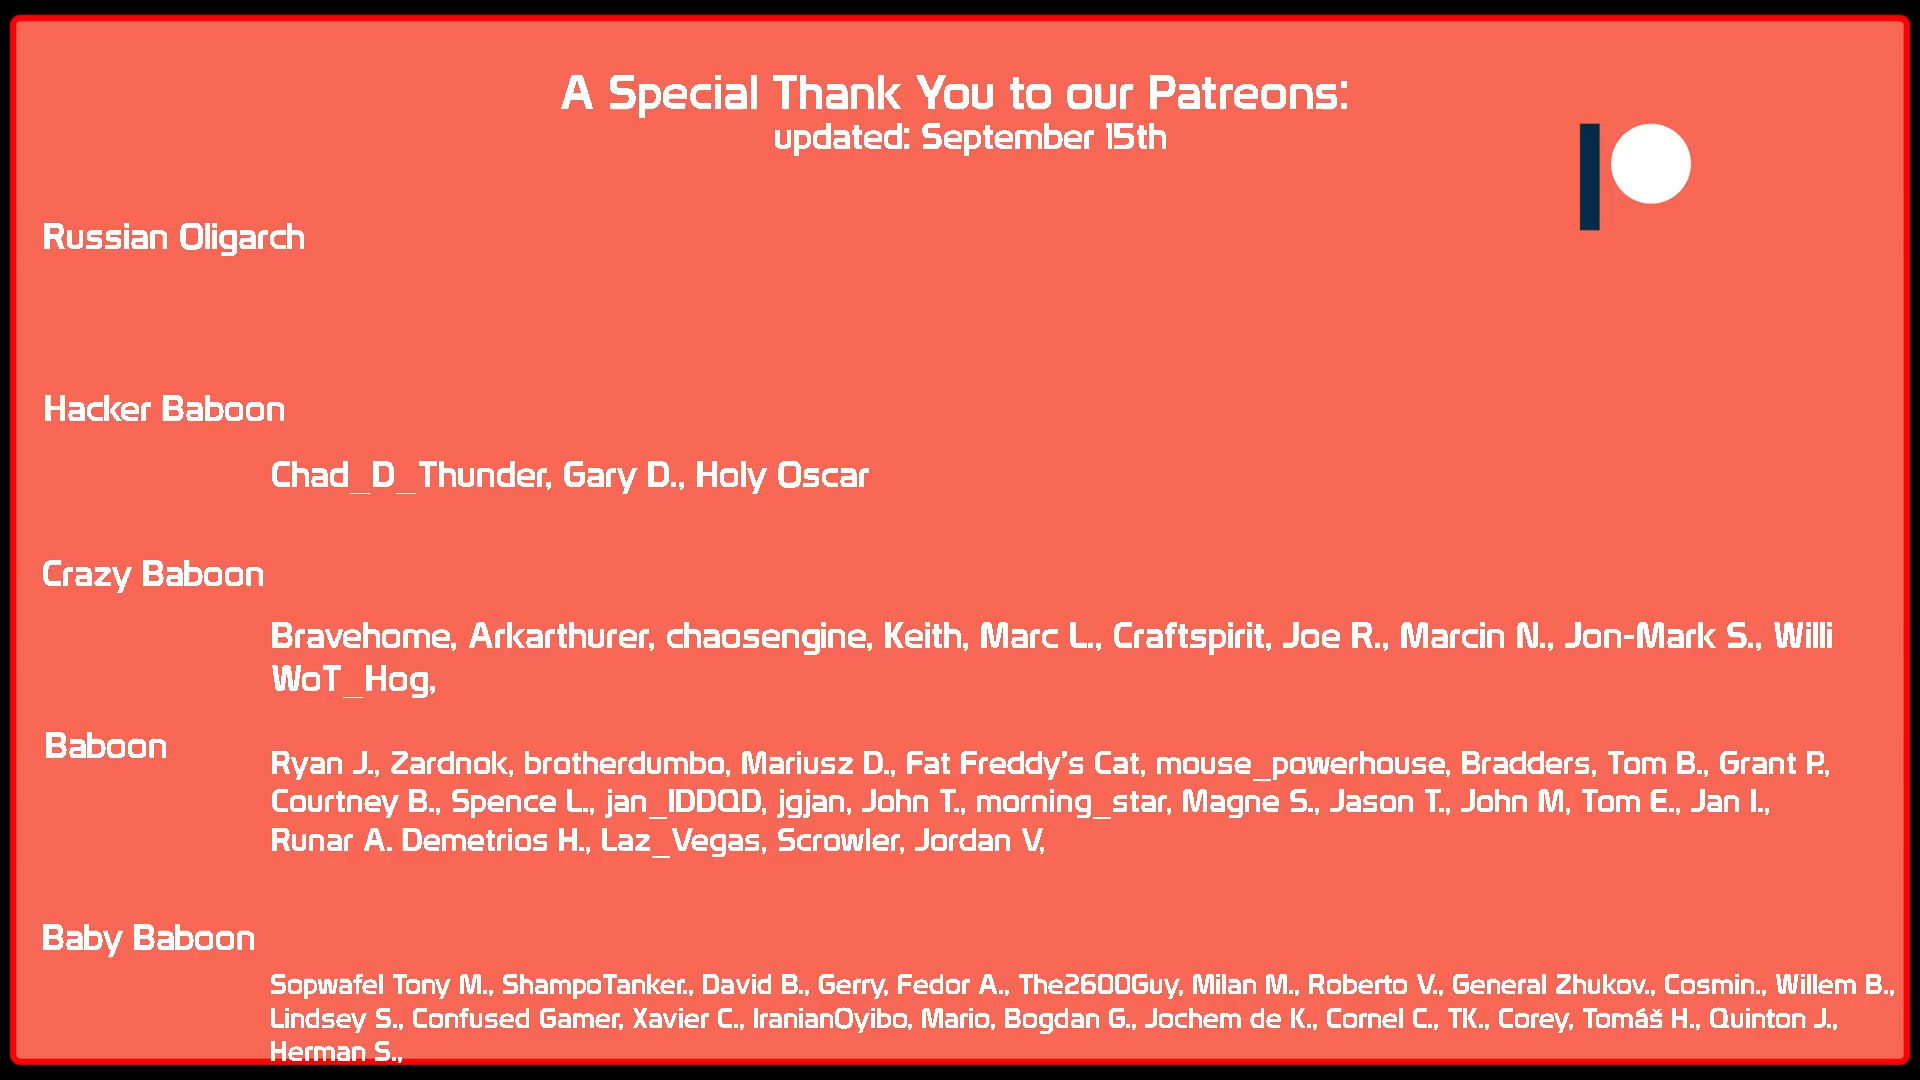 A Special Thank You to our Patreons:
updated: September 15th
Russian Oligarch
Hacker Baboon
Chad_D_Thunder, Gary D., Holy Oscar
Crazy Baboon
Bravehome, Arkarthurer, chaosengine, Keith, Marc L., Craftspirit, Joe R., Marcin N., Jon-Mark S., Willi
WoT_Hog,
Baboon
Ryan J., Zardnok, brotherdumbo, Mariusz D., Fat Freddy's Cat, mouse_powerhouse, Bradders, Tom B., Grant P.,
Courtney B., Spence L., jan_IDDQD, jgjan, John T., morning_star, Magne S., Jason T., John M, Tom E., Jan I.,
Runar A. Demetrios H., Laz_Vegas, Scrowler, Jordan V,
Baby Baboon
Sopwafel Tony M., ShampoTanker., David B., Gerry, Fedor A., The2600Guy, Milan M., Roberto V., General Zhukov., Cosmin., Willem B.,
Lindsey S., Confused Gamer, Xavier C., IranianOyibo, Mario, Bogdan G., Jochem de K., Cornel C., TK., Corey, Tomáš H., Quinton J.,
Herman S.,